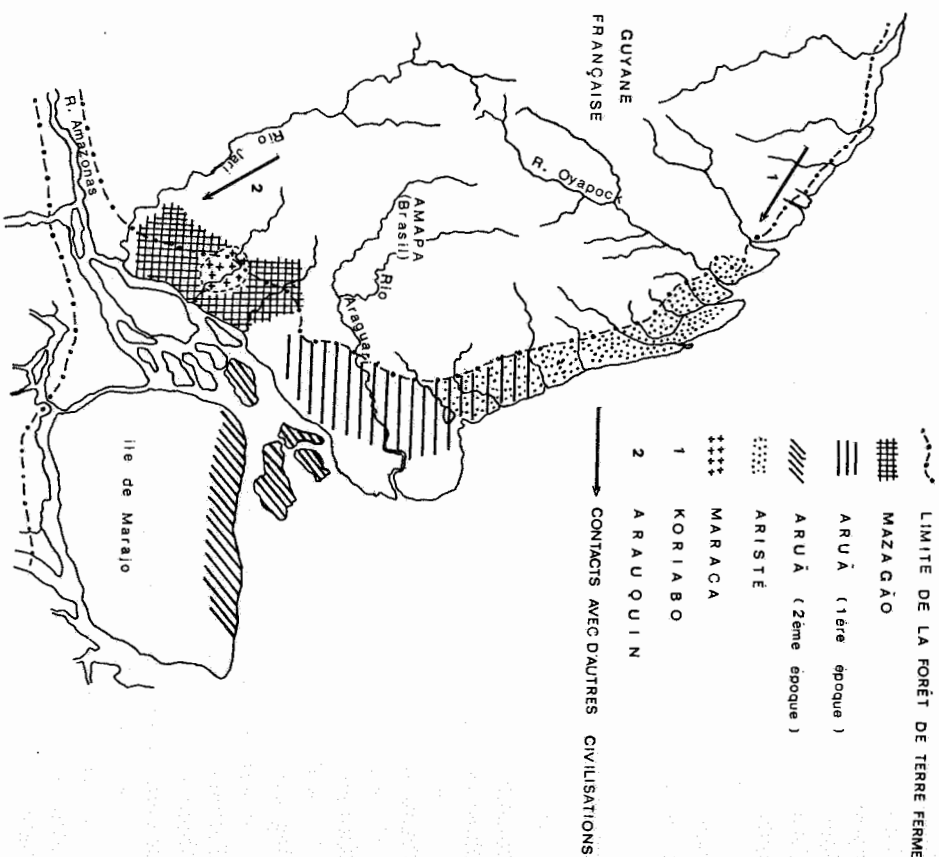 GUYANE
FRANÇAISE
R. Oyapock
AMAPA
(Brasil)
Rio
Araguari
Rio
Jari
R. Amazonas
île de Marajo
1
2
LIMITE DE LA FORÊT DE TERRE FERME
MAZAGÃO
ARUÃ (1ère époque)
ARUÃ (2ème époque)
ARISTÉ
MARACA
1 KORIABO
2 ARAUQUIN
CONTACTS AVEC D'AUTRES CIVILISATIONS